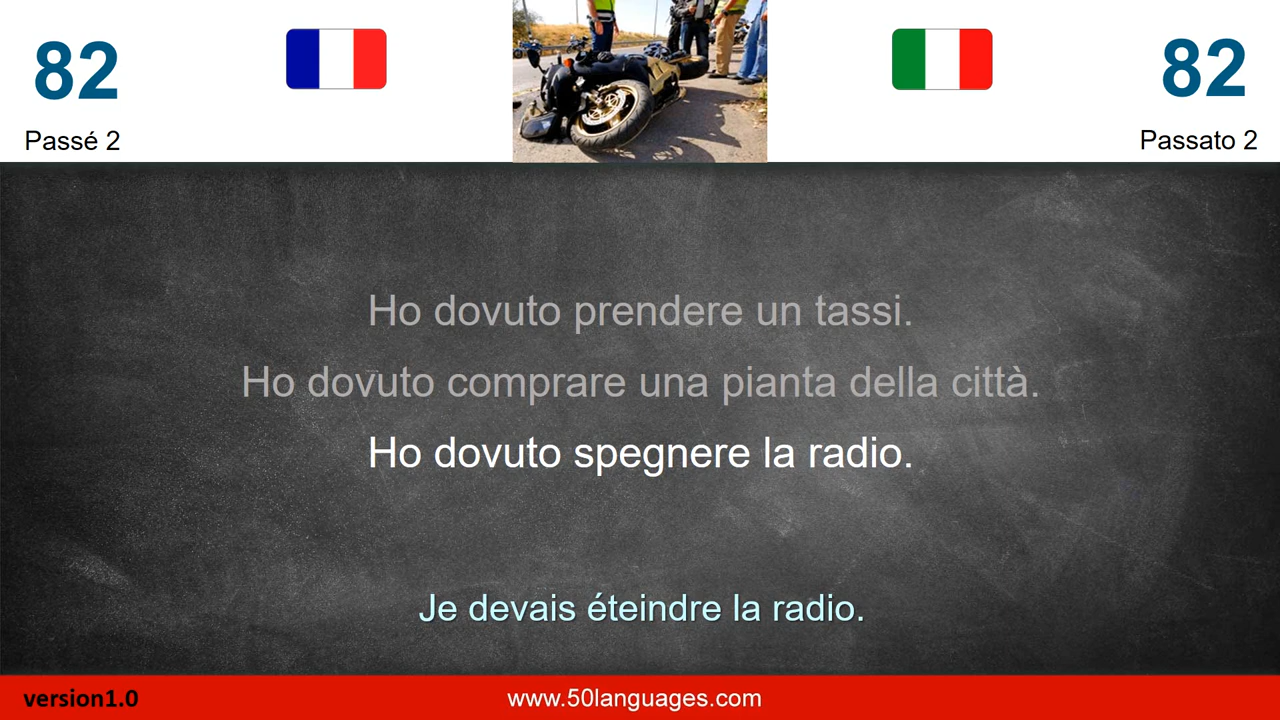 82
82
Passé 2
Passato 2
Ho dovuto prendere un tassi.
Ho dovuto comprare una pianta della città.
Ho dovuto spegnere la radio.
Je devais éteindre la radio.
version1.0
www.50languages.com